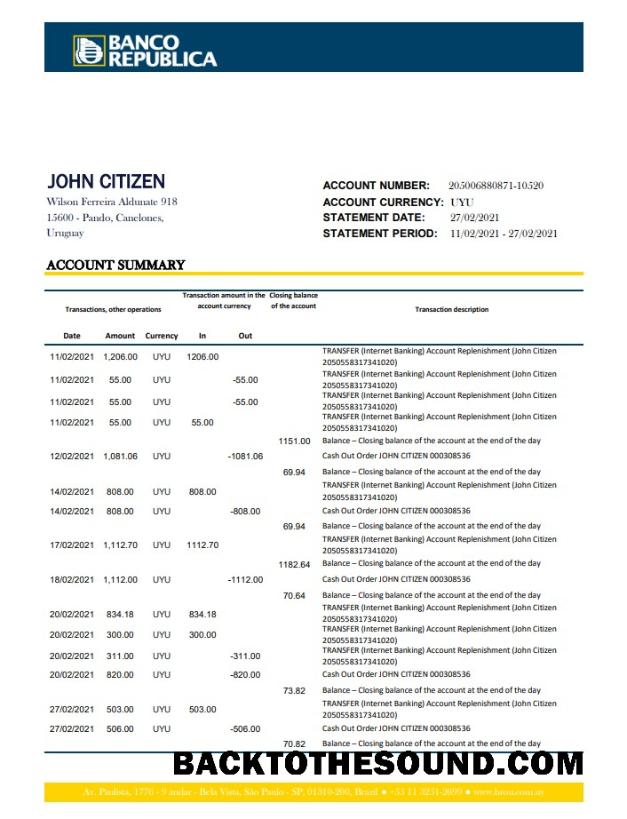 BANCO
REPUBLICA
JOHN CITIZEN
Wilson Ferreira Aldunate 918
15600 - Pando, Canelones,
Uruguay
ACCOUNT NUMBER: 205006880871-10520
ACCOUNT CURRENCY: UYU
STATEMENT DATE: 27/02/2021
STATEMENT PERIOD: 11/02/2021 - 27/02/2021
ACCOUNT SUMMARY
Transactions, other operations
Transaction amount in the account currency
Closing balance of the account
Transaction description
Date Amount Currency In Out
11/02/2021 1,206.00 UYU 1206.00 TRANSFER (Internet Banking) Account Replenishment (John Citizen
2050558317341020)
11/02/2021 55.00 UYU -55.00 TRANSFER (Internet Banking) Account Replenishment (John Citizen
2050558317341020)
11/02/2021 55.00 UYU -55.00 TRANSFER (Internet Banking) Account Replenishment (John Citizen
2050558317341020)
11/02/2021 55.00 UYU 55.00 TRANSFER (Internet Banking) Account Replenishment (John Citizen
2050558317341020)
1151.00 Balance – Closing balance of the account at the end of the day
12/02/2021 1,081.06 UYU -1081.06 Cash Out Order JOHN CITIZEN 000308536
69.94 Balance – Closing balance of the account at the end of the day
14/02/2021 808.00 UYU 808.00 TRANSFER (Internet Banking) Account Replenishment (John Citizen
2050558317341020)
14/02/2021 808.00 UYU -808.00 Cash Out Order JOHN CITIZEN 000308536
69.94 Balance – Closing balance of the account at the end of the day
17/02/2021 1,112.70 UYU 1112.70 TRANSFER (Internet Banking) Account Replenishment (John Citizen
2050558317341020)
1182.64 Balance – Closing balance of the account at the end of the day
18/02/2021 1,112.00 UYU -1112.00 Cash Out Order JOHN CITIZEN 000308536
70.64 Balance – Closing balance of the account at the end of the day
20/02/2021 834.18 UYU 834.18 TRANSFER (Internet Banking) Account Replenishment (John Citizen
2050558317341020)
20/02/2021 300.00 UYU 300.00 TRANSFER (Internet Banking) Account Replenishment (John Citizen
2050558317341020)
20/02/2021 311.00 UYU -311.00 TRANSFER (Internet Banking) Account Replenishment (John Citizen
2050558317341020)
20/02/2021 820.00 UYU -820.00 Cash Out Order JOHN CITIZEN 000308536
73.82 Balance – Closing balance of the account at the end of the day
27/02/2021 503.00 UYU 503.00 TRANSFER (Internet Banking) Account Replenishment (John Citizen
2050558317341020)
27/02/2021 506.00 UYU -506.00 Cash Out Order JOHN CITIZEN 000308536
70.82 Balance – Closing balance of the account at the end of the day
BACKTOTHESOUND.COM
Av. Paulista, 1776 - 9 andar - Bela Vista, São Paulo - SP, 01310-200, Brazil ● +55 11 3231-2699 ● www.brou.com.uy